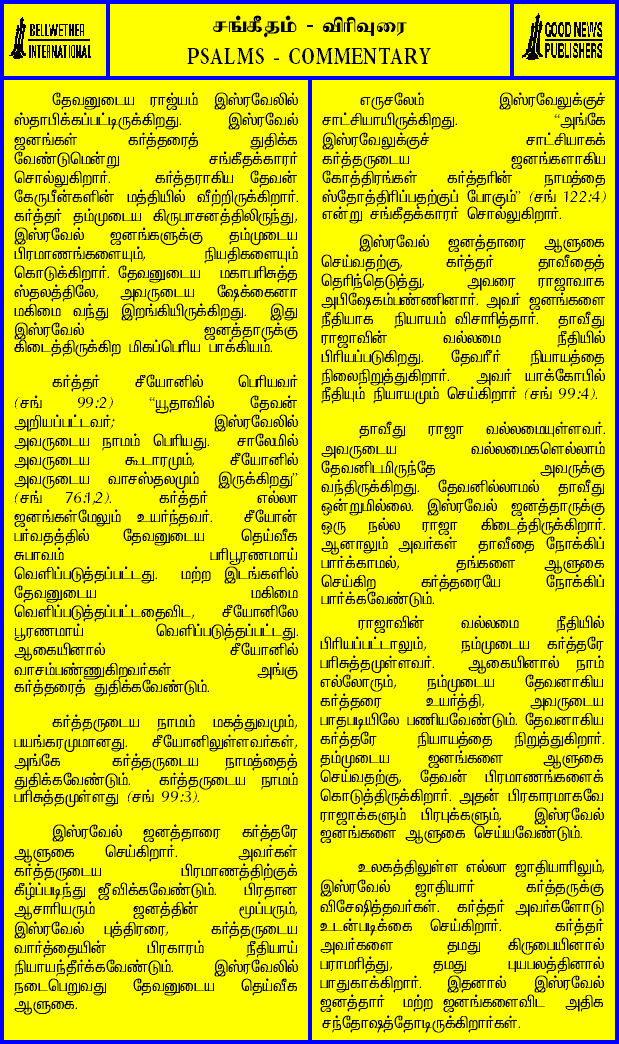 BELLWETHER
INTERNATIONAL
சங்கீதம் - விரிவுரை
PSALMS - COMMENTARY
GOOD NEWS
PUBLISHERS
தேவனுடைய ராஜ்யம் இஸ்ரவேலில்
ஸ்தாபிக்கப்பட்டிருக்கிறது. இஸ்ரவேல்
ஜனங்கள் கர்த்தரைத் துதிக்க
வேண்டுமென்று சங்கீதக்காரர்
சொல்லுகிறார். கர்த்தராகிய தேவன்
கேருபீன்களின் மத்தியில் வீற்றிருக்கிறார்.
கர்த்தர் தம்முடைய கிருபாசனத்திலிருந்து,
இஸ்ரவேல் ஜனங்களுக்கு தம்முடைய
பிரமாணங்களையும், நியதிகளையும்
கொடுக்கிறார். தேவனுடைய மகாபரிசுத்த
ஸ்தலத்திலே, அவருடைய ஷேக்கைனா
மகிமை வந்து இறங்கியிருக்கிறது. இது
இஸ்ரவேல் ஜனத்தாருக்கு
கிடைத்திருக்கிற மிகப்பெரிய பாக்கியம்.
கர்த்தர் சீயோனில் பெரியவர்
(சங் 99:2) “யூதாவில் தேவன்
அறியப்பட்டவர்; இஸ்ரவேலில்
அவருடைய நாமம் பெரியது. சாலேமில்
அவருடைய கூடாரமும், சீயோனில்
அவருடைய வாசஸ்தலமும் இருக்கிறது”
(சங் 76:1,2). கர்த்தர் எல்லா
ஜனங்கள்மேலும் உயர்ந்தவர். சீயோன்
பர்வதத்தில் தேவனுடைய தெய்வீக
சுபாவம் பரிபூரணமாய்
வெளிப்படுத்தப்பட்டது. மற்ற இடங்களில்
தேவனுடைய மகிமை
வெளிப்படுத்தப்பட்டதைவிட, சீயோனிலே
பூரணமாய் வெளிப்படுத்தப்பட்டது.
ஆகையினால் சீயோனில்
வாசம்பண்ணுகிறவர்கள் அங்கு
கர்த்தரைத் துதிக்கவேண்டும்.
கர்த்தருடைய நாமம் மகத்துவமும்,
பயங்கரமுமானது. சீயோனிலுள்ளவர்கள்,
அங்கே கர்த்தருடைய நாமத்தைத்
துதிக்கவேண்டும். கர்த்தருடைய நாமம்
பரிசுத்தமுள்ளது (சங் 99:3).
இஸ்ரவேல் ஜனத்தாரை கர்த்தரே
ஆளுகை செய்கிறார். அவர்கள்
கர்த்தருடைய பிரமாணத்திற்குக்
கீழ்ப்படிந்து ஜீவிக்கவேண்டும். பிரதான
ஆசாரியரும் ஜனத்தின் மூப்பரும்,
இஸ்ரவேல் புத்திரரை, கர்த்தருடைய
வார்த்தையின் பிரகாரம் நீதியாய்
நியாயந்தீர்க்கவேண்டும். இஸ்ரவேலில்
நடைபெறுவது தேவனுடைய தெய்வீக
ஆளுகை.
எருசலேம் இஸ்ரவேலுக்குச்
சாட்சியாயிருக்கிறது. “அங்கே
இஸ்ரவேலுக்குச் சாட்சியாகக்
கர்த்தருடைய ஜனங்களாகிய
கோத்திரங்கள் கர்த்தரின் நாமத்தை
ஸ்தோத்திரிப்பதற்குப் போகும்” (சங் 122:4)
என்று சங்கீதக்காரர் சொல்லுகிறார்.
இஸ்ரவேல் ஜனத்தாரை ஆளுகை
செய்வதற்கு, கர்த்தர் தாவீதைத்
தெரிந்தெடுத்து, அவரை ராஜாவாக
அபிஷேகம்பண்ணினார். அவர் ஜனங்களை
நீதியாக நியாயம் விசாரித்தார். தாவீது
ராஜாவின் வல்லமை நீதியில்
பிரியப்படுகிறது. தேவரீர் நியாயத்தை
நிலைநிறுத்துகிறார். அவர் யாக்கோபில்
நீதியும் நியாயமும் செய்கிறார் (சங் 99:4).
தாவீது ராஜா வல்லமையுள்ளவர்.
அவருடைய வல்லமைகளெல்லாம்
தேவனிடமிருந்தே அவருக்கு
வந்திருக்கிறது. தேவனில்லாமல் தாவீது
ஒன்றுமில்லை. இஸ்ரவேல் ஜனத்தாருக்கு
ஒரு நல்ல ராஜா கிடைத்திருக்கிறார்.
ஆனாலும் அவர்கள் தாவீதை நோக்கிப்
பார்க்காமல், தங்களை ஆளுகை
செய்கிற கர்த்தரையே நோக்கிப்
பார்க்கவேண்டும்.
ராஜாவின் வல்லமை நீதியில்
பிரியப்பட்டாலும், நம்முடைய கர்த்தரே
பரிசுத்தமுள்ளவர். ஆகையினால் நாம்
எல்லோரும், நம்முடைய தேவனாகிய
கர்த்தரை உயர்த்தி, அவருடைய
பாதபடியிலே பணியவேண்டும். தேவனாகிய
கர்த்தரே நியாயத்தை நிறுத்துகிறார்.
தம்முடைய ஜனங்களை ஆளுகை
செய்வதற்கு, தேவன் பிரமாணங்களைக்
கொடுத்திருக்கிறார். அதன் பிரகாரமாகவே
ராஜாக்களும் பிரபுக்களும், இஸ்ரவேல்
ஜனங்களை ஆளுகை செய்யவேண்டும்.
உலகத்திலுள்ள எல்லா ஜாதியாரிலும்,
இஸ்ரவேல் ஜாதியார் கர்த்தருக்கு
விசேஷித்தவர்கள். கர்த்தர் அவர்களோடு
உடன்படிக்கை செய்கிறார். கர்த்தர்
அவர்களை தமது கிருபையினால்
பராமரித்து, தமது புயபலத்தினால்
பாதுகாக்கிறார். இதனால் இஸ்ரவேல்
ஜனத்தார் மற்ற ஜனங்களைவிட அதிக
சந்தோஷத்தோடிருக்கிறார்கள்.